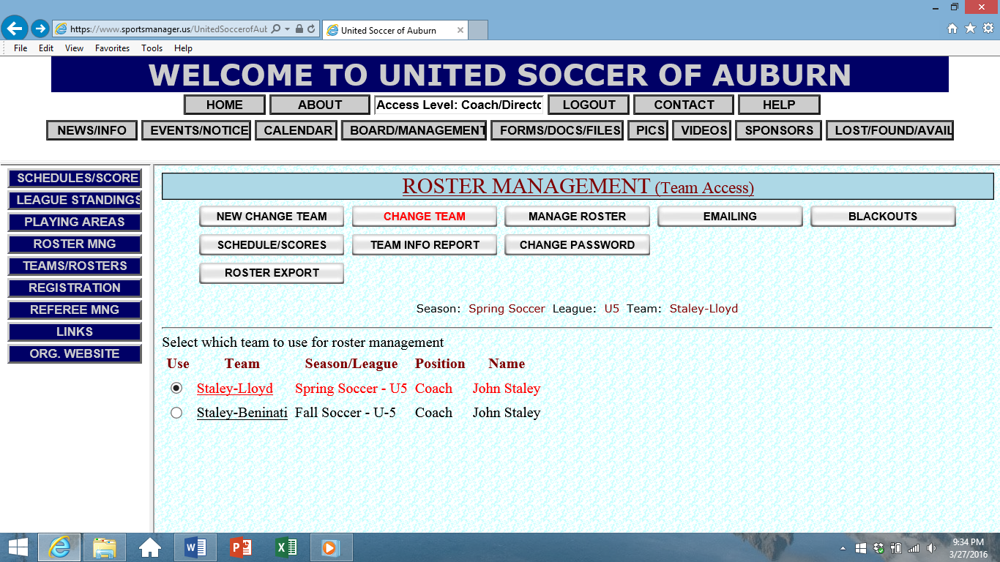 https://www.sportsmanager.us/UnitedSoccerofAub
United Soccer of Auburn
File Edit View Favorites Tools Help
WELCOME TO UNITED SOCCER OF AUBURN
HOME ABOUT Access Level: Coach/Directo LOGOUT CONTACT HELP
NEWS/INFO EVENTS/NOTICE CALENDAR BOARD/MANAGEMENT FORMS/DOCS/FILES PICS VIDEOS SPONSORS LOST/FOUND/AVAIL
SCHEDULES/SCORE
LEAGUE STANDINGS
PLAYING AREAS
ROSTER MNG
TEAMS/ROSTERS
REGISTRATION
REFEREE MNG
LINKS
ORG. WEBSITE
ROSTER MANAGEMENT (Team Access)
NEW CHANGE TEAM CHANGE TEAM MANAGE ROSTER EMAILING BLACKOUTS
SCHEDULE/SCORES TEAM INFO REPORT CHANGE PASSWORD
ROSTER EXPORT
Season: Spring Soccer League: U5 Team: Staley-Lloyd
Select which team to use for roster management
Use Team Season/League Position Name
Staley-Lloyd Spring Soccer - U5 Coach John Staley
Staley-Beninati Fall Soccer - U-5 Coach John Staley
9:34 PM
3/27/2016